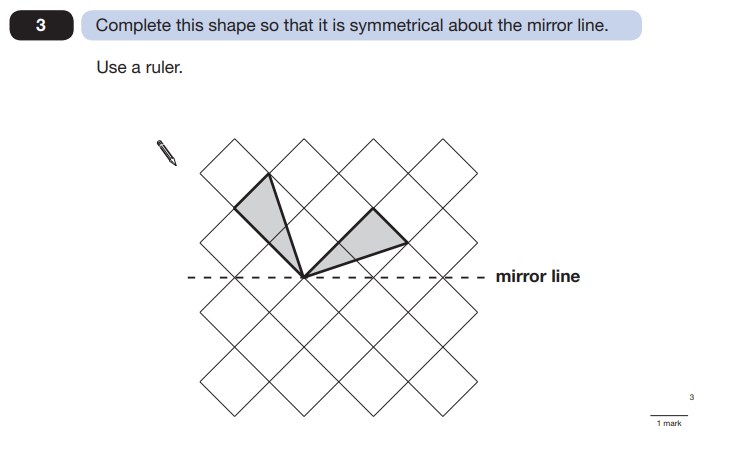 3
Complete this shape so that it is symmetrical about the mirror line.
Use a ruler.
mirror line
3
1 mark